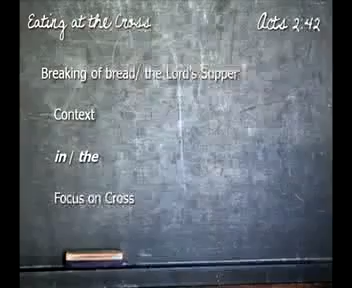 Eating at the Cross Acts 2:42
Breaking of bread/ the Lord's Supper
Context
in / the
Focus on Cross